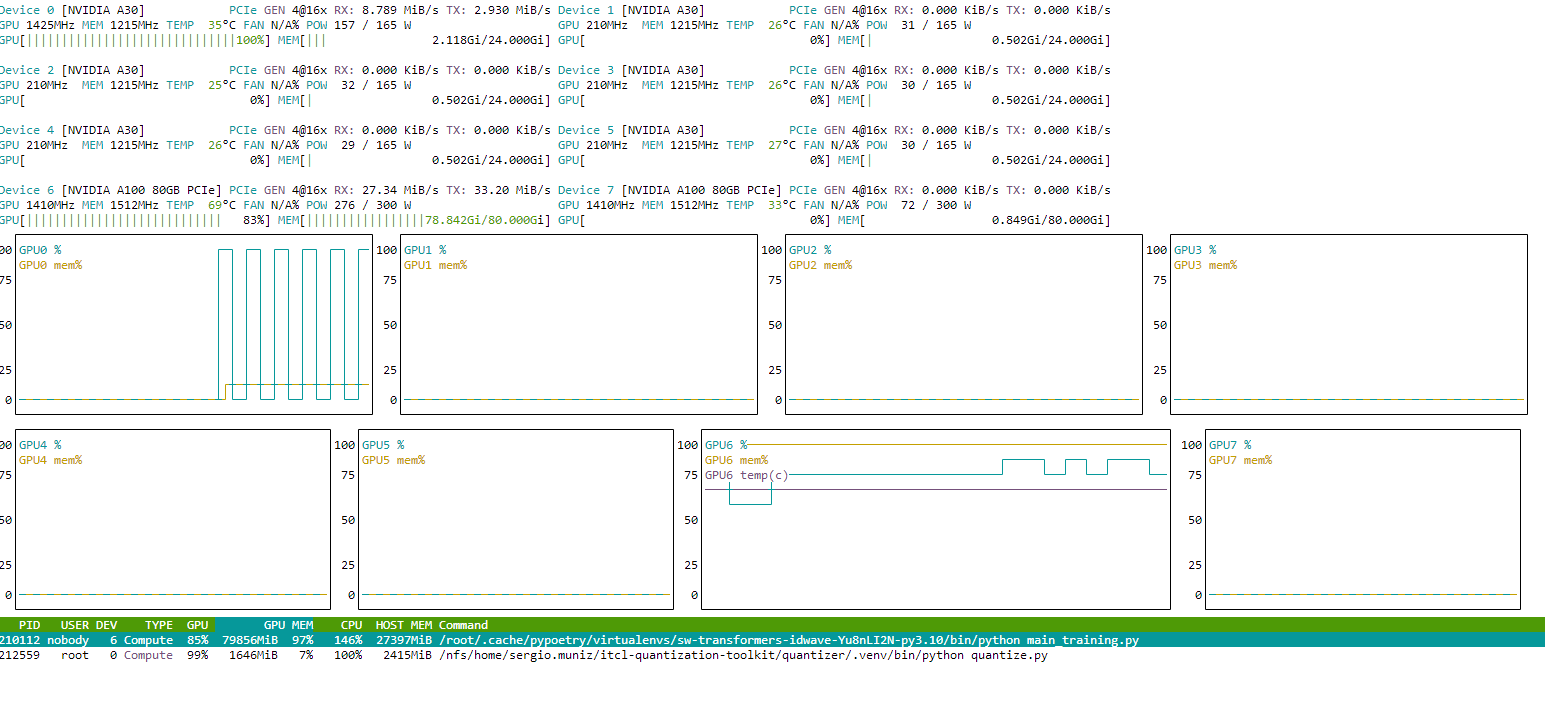 Device 0 [NVIDIA A30] PCIe GEN 4@16x RX: 8.789 MiB/s TX: 2.930 MiB/s Device 1 [NVIDIA A30] PCIe GEN 4@16x RX: 0.000 KiB/s TX: 0.000 KiB/s
GPU 1425MHz MEM 1215MHz TEMP 35°C FAN N/A% POW 157 / 165 W GPU 210MHz MEM 1215MHz TEMP 26°C FAN N/A% POW 31 / 165 W
GPU[||||||||||||||||||||||||||||||100%] MEM[||| 2.118Gi/24.000Gi] GPU[ 0%] MEM[| 0.502Gi/24.000Gi]
Device 2 [NVIDIA A30] PCIe GEN 4@16x RX: 0.000 KiB/s TX: 0.000 KiB/s Device 3 [NVIDIA A30] PCIe GEN 4@16x RX: 0.000 KiB/s TX: 0.000 KiB/s
GPU 210MHz MEM 1215MHz TEMP 25°C FAN N/A% POW 32 / 165 W GPU 210MHz MEM 1215MHz TEMP 26°C FAN N/A% POW 30 / 165 W
GPU[ 0%] MEM[| 0.502Gi/24.000Gi] GPU[ 0%] MEM[| 0.502Gi/24.000Gi]
Device 4 [NVIDIA A30] PCIe GEN 4@16x RX: 0.000 KiB/s TX: 0.000 KiB/s Device 5 [NVIDIA A30] PCIe GEN 4@16x RX: 0.000 KiB/s TX: 0.000 KiB/s
GPU 210MHz MEM 1215MHz TEMP 26°C FAN N/A% POW 29 / 165 W GPU 210MHz MEM 1215MHz TEMP 27°C FAN N/A% POW 30 / 165 W
GPU[ 0%] MEM[| 0.502Gi/24.000Gi] GPU[ 0%] MEM[| 0.502Gi/24.000Gi]
Device 6 [NVIDIA A100 80GB PCIe] PCIe GEN 4@16x RX: 27.34 MiB/s TX: 33.20 MiB/s Device 7 [NVIDIA A100 80GB PCIe] PCIe GEN 4@16x RX: 0.000 KiB/s TX: 0.000 KiB/s
GPU 1410MHz MEM 1512MHz TEMP 69°C FAN N/A% POW 276 / 300 W GPU 1410MHz MEM 1512MHz TEMP 33°C FAN N/A% POW 72 / 300 W
GPU[|||||||||||||||||||||||||||| 83%] MEM[|||||||||||||||||78.842Gi/80.000Gi] GPU[ 0%] MEM[ 0.849Gi/80.000Gi]
00 GPU0 % 100 GPU1 % 100 GPU2 % 100 GPU3 %
GPU0 mem% GPU1 mem% GPU2 mem% GPU3 mem%
75 75 75 75
50 50 50 50
25 25 25 25
0 0 0 0
00 GPU4 % 100 GPU5 % 100 GPU6 % 100 GPU7 %
GPU4 mem% GPU5 mem% GPU6 mem% GPU7 mem%
75 75 75 GPU6 temp(c) 75
50 50 50 50
25 25 25 25
0 0 0 0
PID USER DEV TYPE GPU GPU MEM CPU HOST MEM Command
210112 nobody 6 Compute 85% 79856MiB 97% 146% 27397MiB /root/.cache/pypoetry/virtualenvs/sw-transformers-idwave-Yu8nLI2N-py3.10/bin/python main_training.py
212559 root 0 Compute 99% 1646MiB 7% 100% 2415MiB /nfs/home/sergio.muniz/itcl-quantization-toolkit/quantizer/.venv/bin/python quantize.py